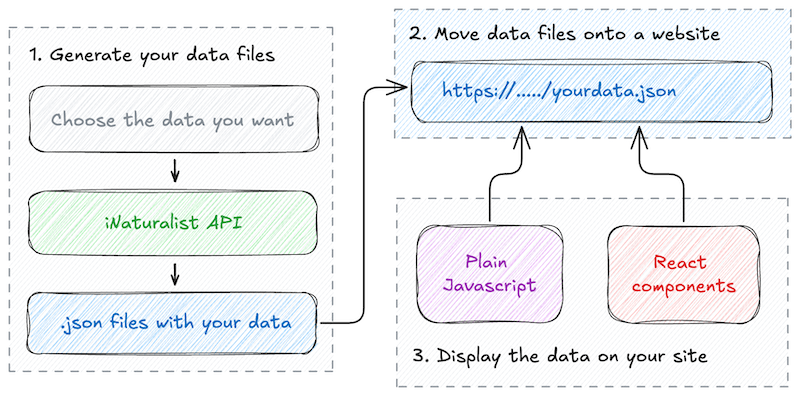 1. Generate your data files
Choose the data you want
iNaturalist API
.json files with your data
2. Move data files onto a website
https://...../yourdata.json
Plain
Javascript
React
components
3. Display the data on your site